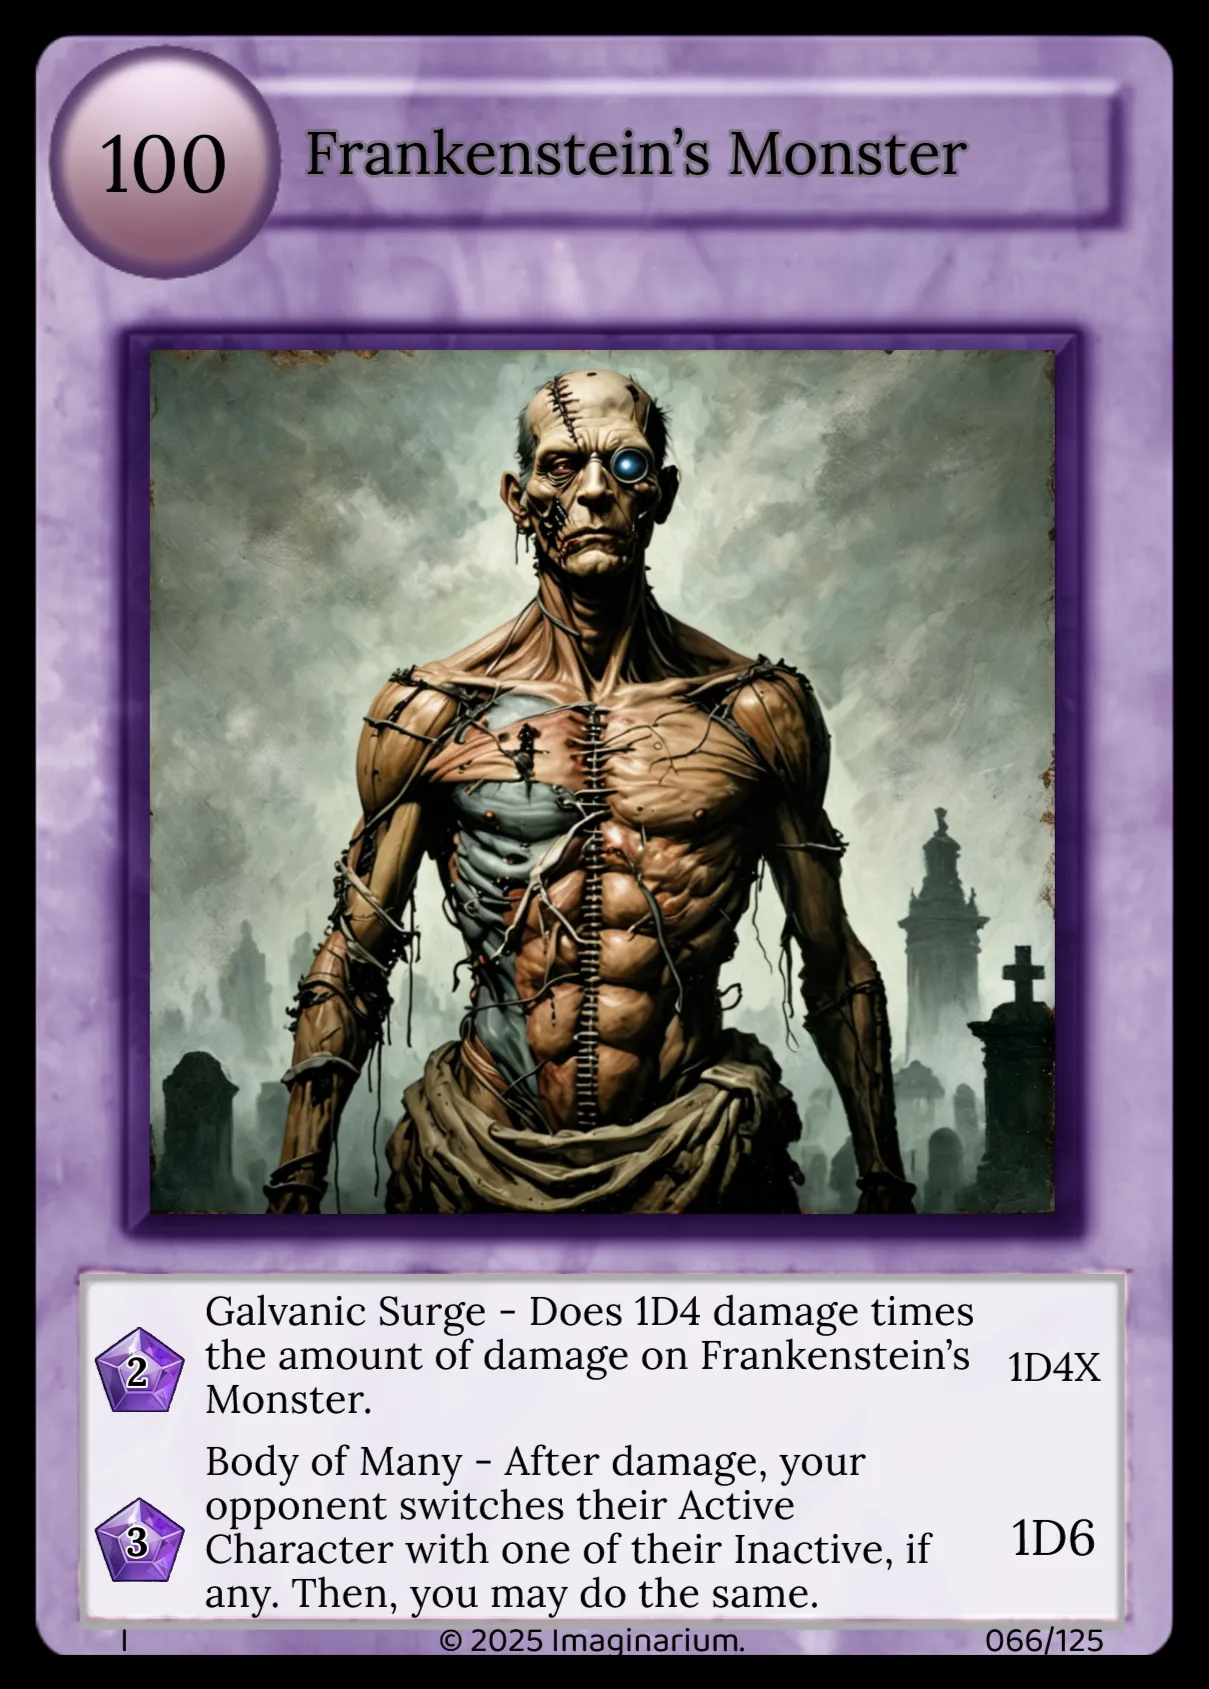 100
Frankenstein’s Monster
Galvanic Surge - Does 1D4 damage times
the amount of damage on Frankenstein’s
Monster.
2
1D4X
Body of Many - After damage, your
opponent switches their Active
Character with one of their Inactive, if
any. Then, you may do the same.
3
1D6
I
© 2025 Imaginarium.
066/125